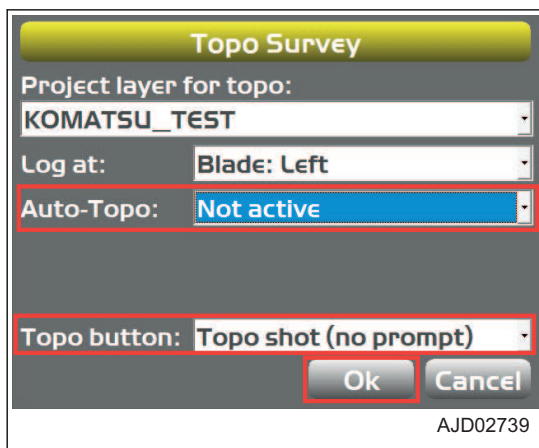 Topo Survey
Project layer for topo:
KOMATSU_TEST
Log at: Blade: Left
Auto-Topo: Not active
Topo button: Topo shot (no prompt)
Ok Cancel
AJD02739